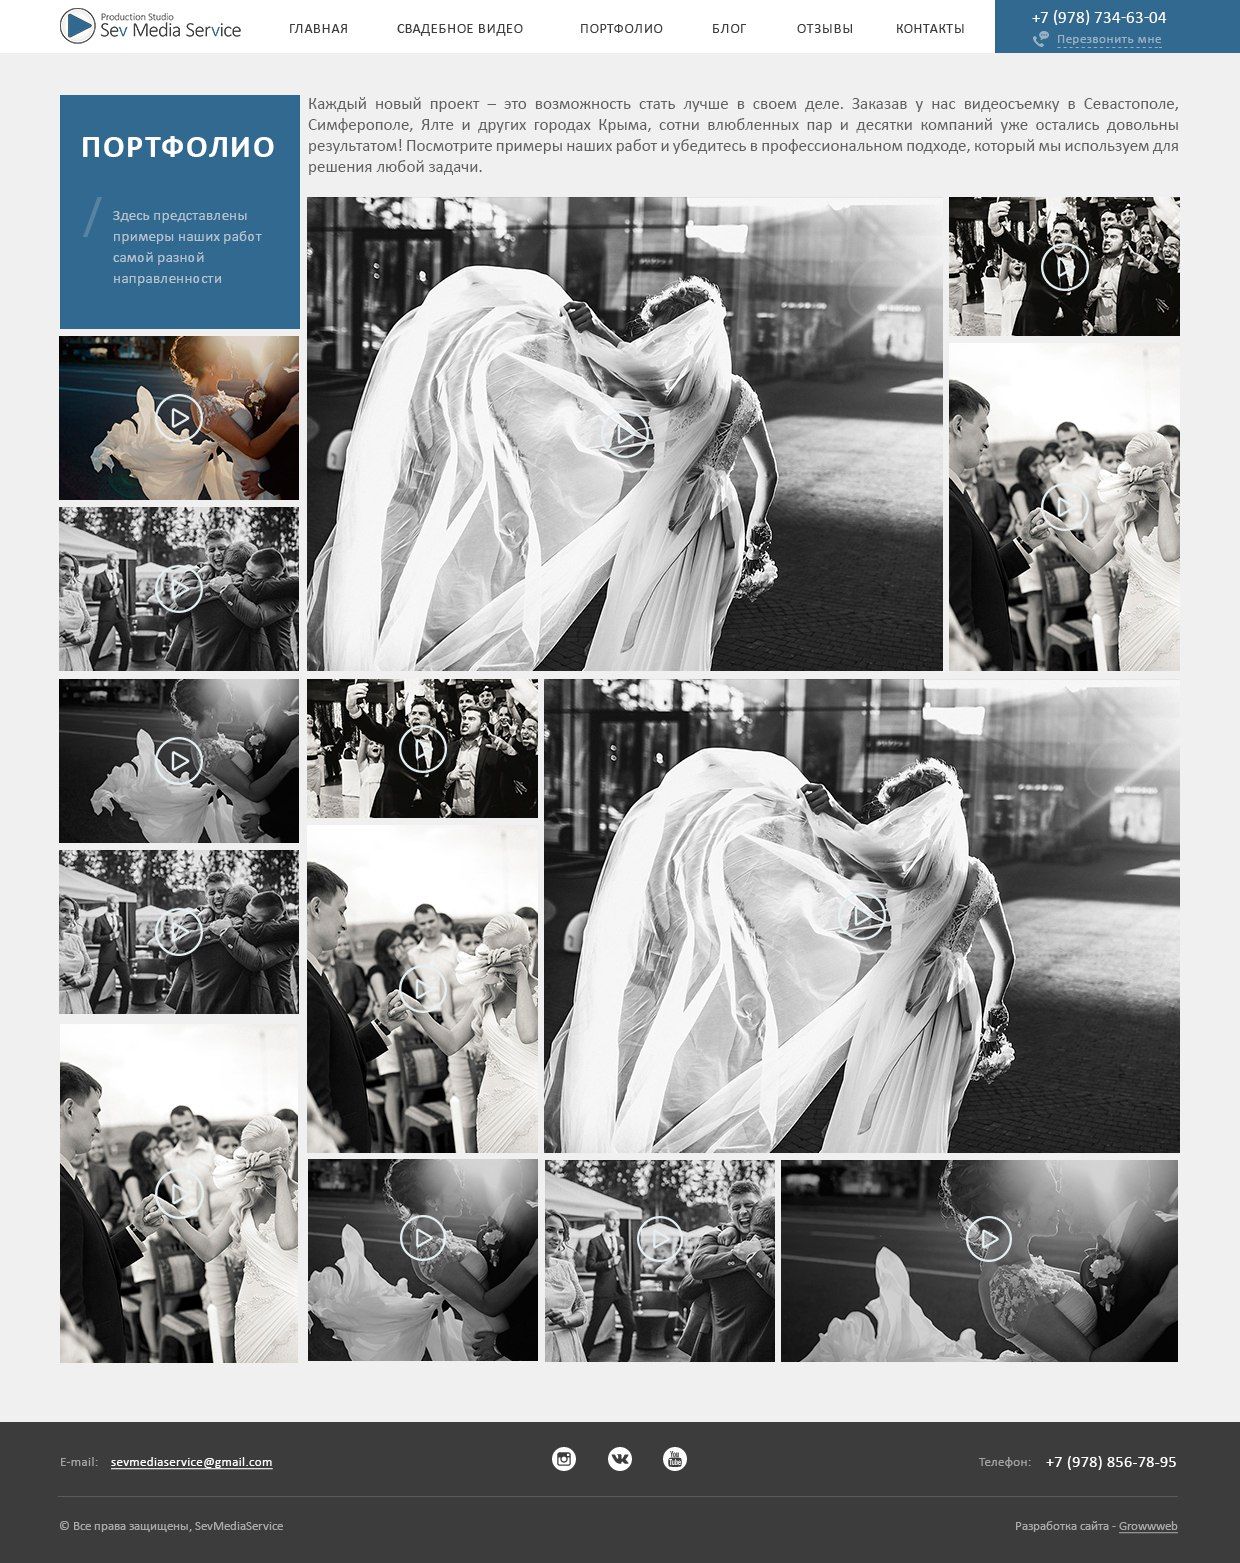 Production Studio
Sev Media Service
ГЛАВНАЯ
СВАДЕБНОЕ ВИДЕО
ПОРТФОЛИО
БЛОГ
ОТЗЫВЫ
КОНТАКТЫ
+7 (978) 734-63-04
Перезвонить мне
ПОРТФОЛИО
Здесь представлены
примеры наших работ
самой разной
направленности
Каждый новый проект – это возможность стать лучше в своем деле. Заказав у нас видеосъемку в Севастополе,
Симферополе, Ялте и других городах Крыма, сотни влюбленных пар и десятки компаний уже остались довольны
результатом! Посмотрите примеры наших работ и убедитесь в профессиональном подходе, который мы используем для
решения любой задачи.
E-mail: sevmediaservice@gmail.com
You
Tube
Телефон: +7 (978) 856-78-95
© Все права защищены, SevMediaService
Разработка сайта - Growwweb